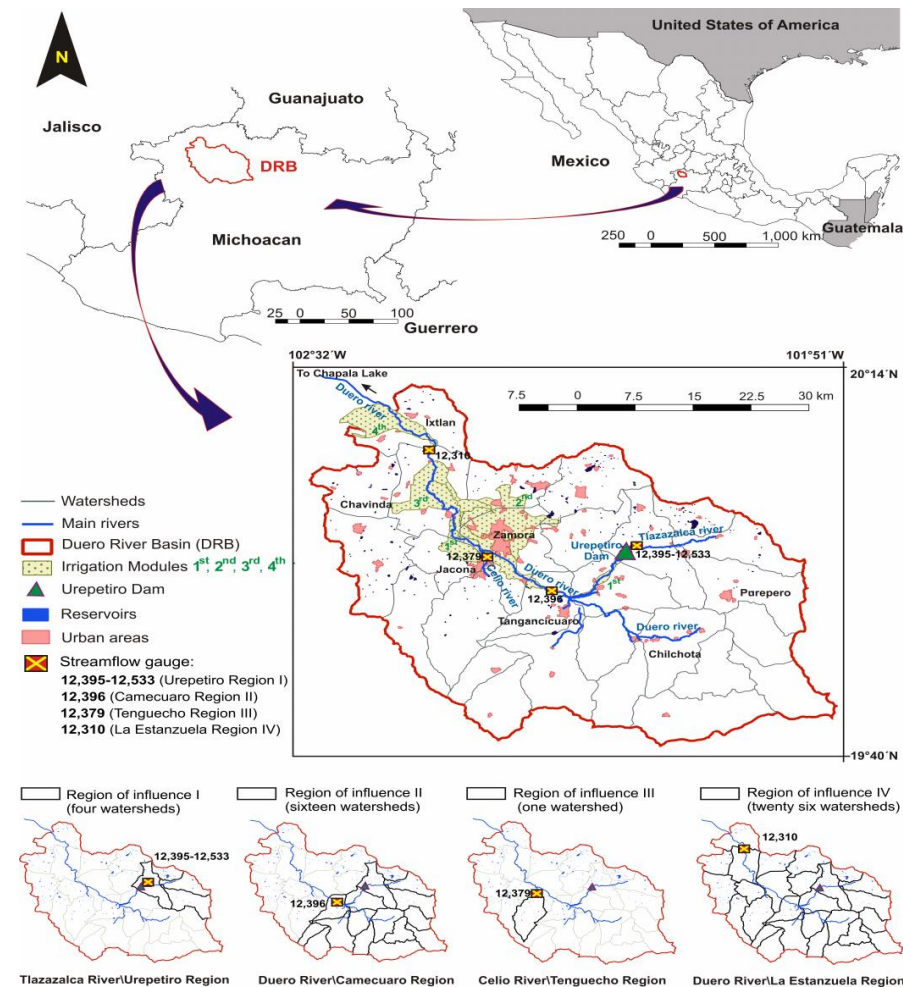 United States of America
N
Guanajuato
Jalisco
DRB
Mexico
Michoacan
Guatemala
250 0 500 1,000 km
25 0 50 100
Guerrero
102°32´W
101°51´W
20°14´N
To Chapala Lake
7.5 0 7.5 15 22.5 30 km
Duero river
Ixtlan
4th
12,310
Watersheds
Main rivers
Duero River Basin (DRB)
Irrigation Modules 1st, 2nd, 3rd, 4th
Urepetiro Dam
Reservoirs
Urban areas
Streamflow gauge:
12,395-12,533 (Urepetiro Region I)
12,396 (Camecuaro Region II)
12,379 (Tenguecho Region III)
12,310 (La Estanzuela Region IV)
Chavinda
3rd
2nd
Zamora
Tlazazalca river
1st
Urepetiro
Dam
12,395-12,533
12,379
Jacona
Celio river
Duero river
1st
12,396
Parepero
Tangancicuaro
Duero river
Chilchota
19°40´N
Region of influence I
(four watersheds)
Region of influence II
(sixteen watersheds)
Region of influence III
(one watershed)
Region of influence IV
(twenty six watersheds)
12,395-12,533
12,396
12,379
12,310
Tlazazalca River\Urepetiro Region
Duero River\Camecuaro Region
Celio River\Tenguecho Region
Duero River\La Estanzuela Region